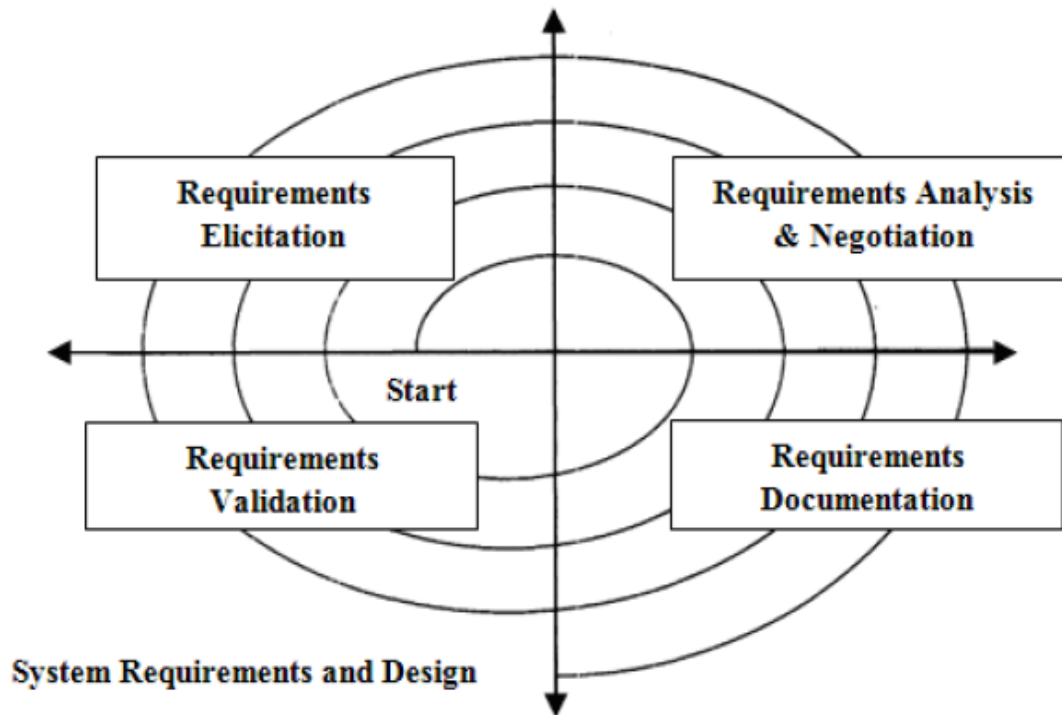 Requirements
Elicitation
Requirements Analysis
& Negotiation
Start
Requirements
Validation
Requirements
Documentation
System Requirements and Design